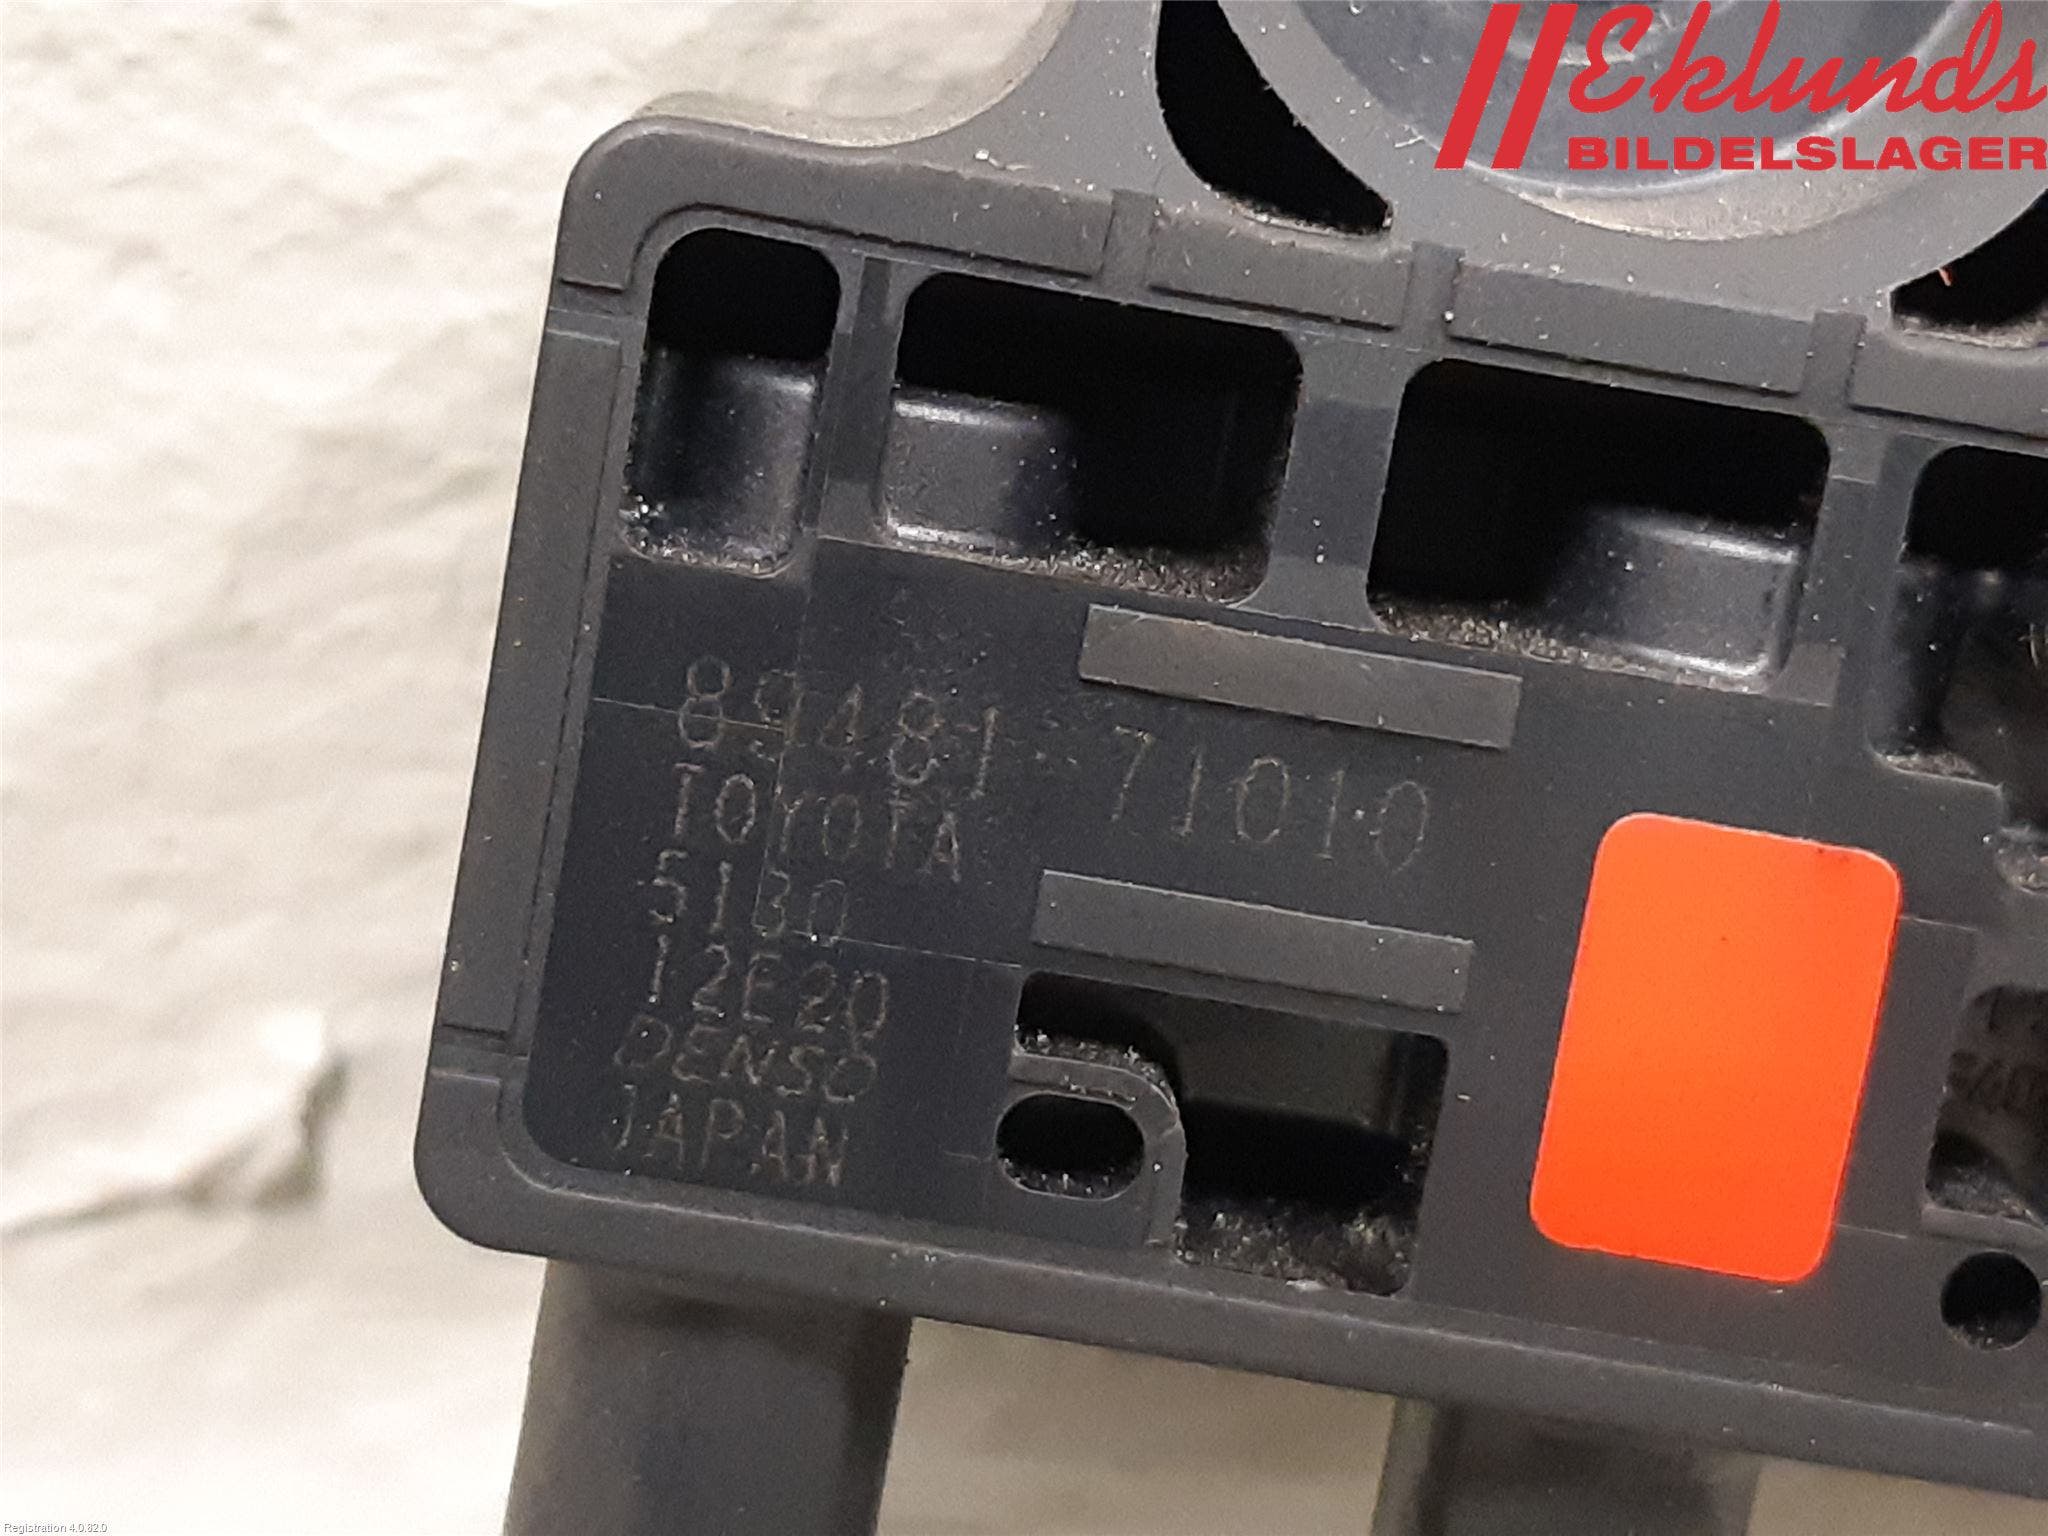 Eklunds
BILDELSLAGER
89481-71010
TOYOTA
5130
12E20
DENSO
JAPAN
Registration 4.0.82.0